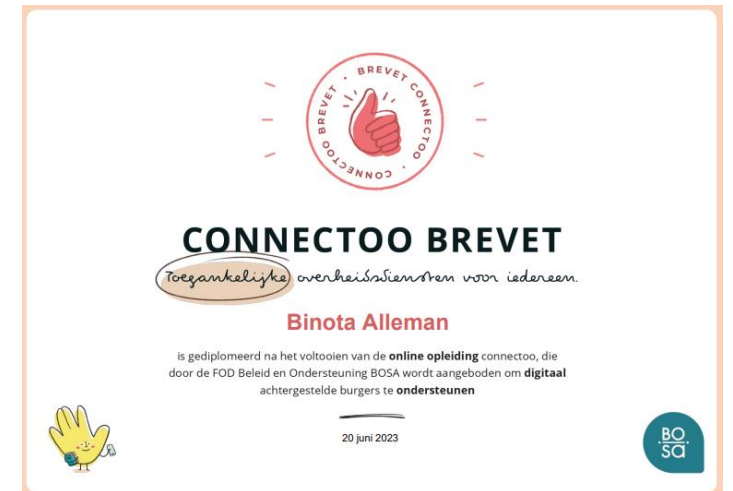 BREVET CONNECTOO · CONNECTOO BREVET ·
CONNECTOO BREVET
Toegankelijke overheidsdiensten voor iedereen.
Binota Alleman
is gediplomeerd na het voltooien van de online opleiding connectoo, die
door de FOD Beleid en Ondersteuning BOSA wordt aangeboden om digitaal
achtergestelde burgers te ondersteunen
20 juni 2023
BO
SA